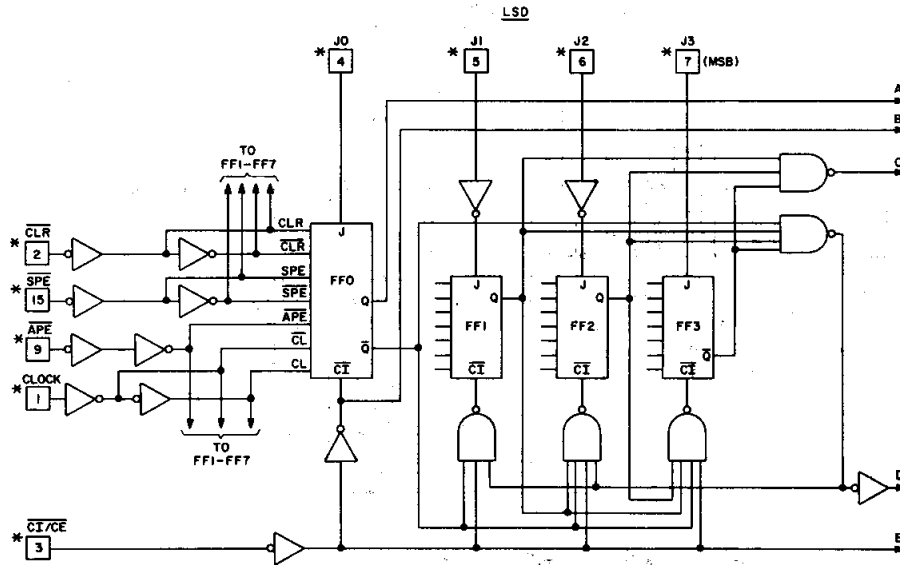 LSD
J0
* 4
J1
* 5
J2
* 6
J3
* 7 (MSB)
A
B
C
TO
FF1-FF7
CLR
* 2
CLR
J
CLR
SPE
* 15
SPE
FF0
SPE
Q
APE
* 9
APE
CL
Q
CL
CI
* CLOCK
1
TO
FF1-FF7
J
Q
FF1
CI
J
Q
FF2
CI
J
FF3
Q
CI
D
CI/CE
* 3
E